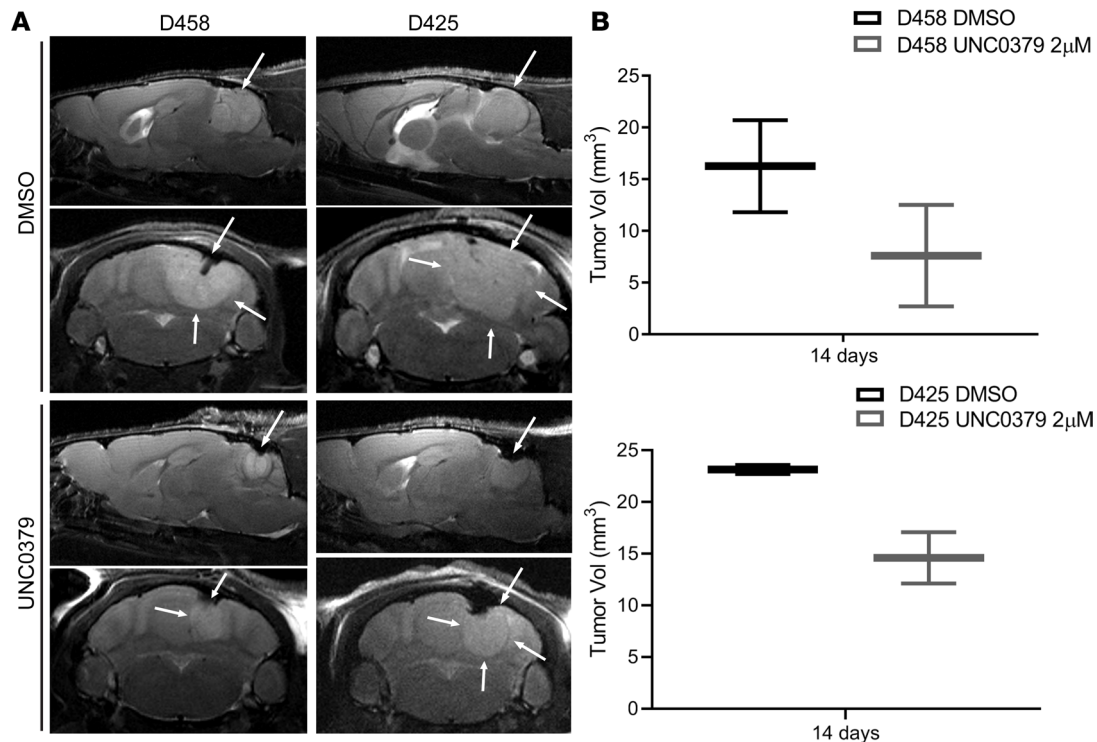 A
D458
D425
DMSO
UNC0379
B
D458 DMSO
D458 UNC0379 2μM
Tumor Vol (mm³)
25
20
15
10
5
0
14 days
D425 DMSO
D425 UNC0379 2μM
Tumor Vol (mm³)
25
20
15
10
5
0
14 days